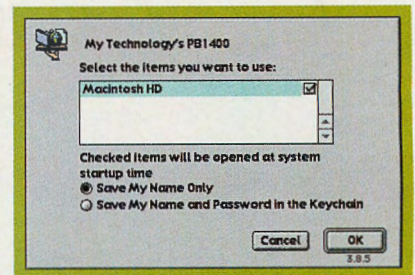 My Technology's PB1400
Select the items you want to use:
Macintosh HD
Checked items will be opened at system
startup time
Save My Name Only
Save My Name and Password in the Keychain
Cancel
OK
3.8.5